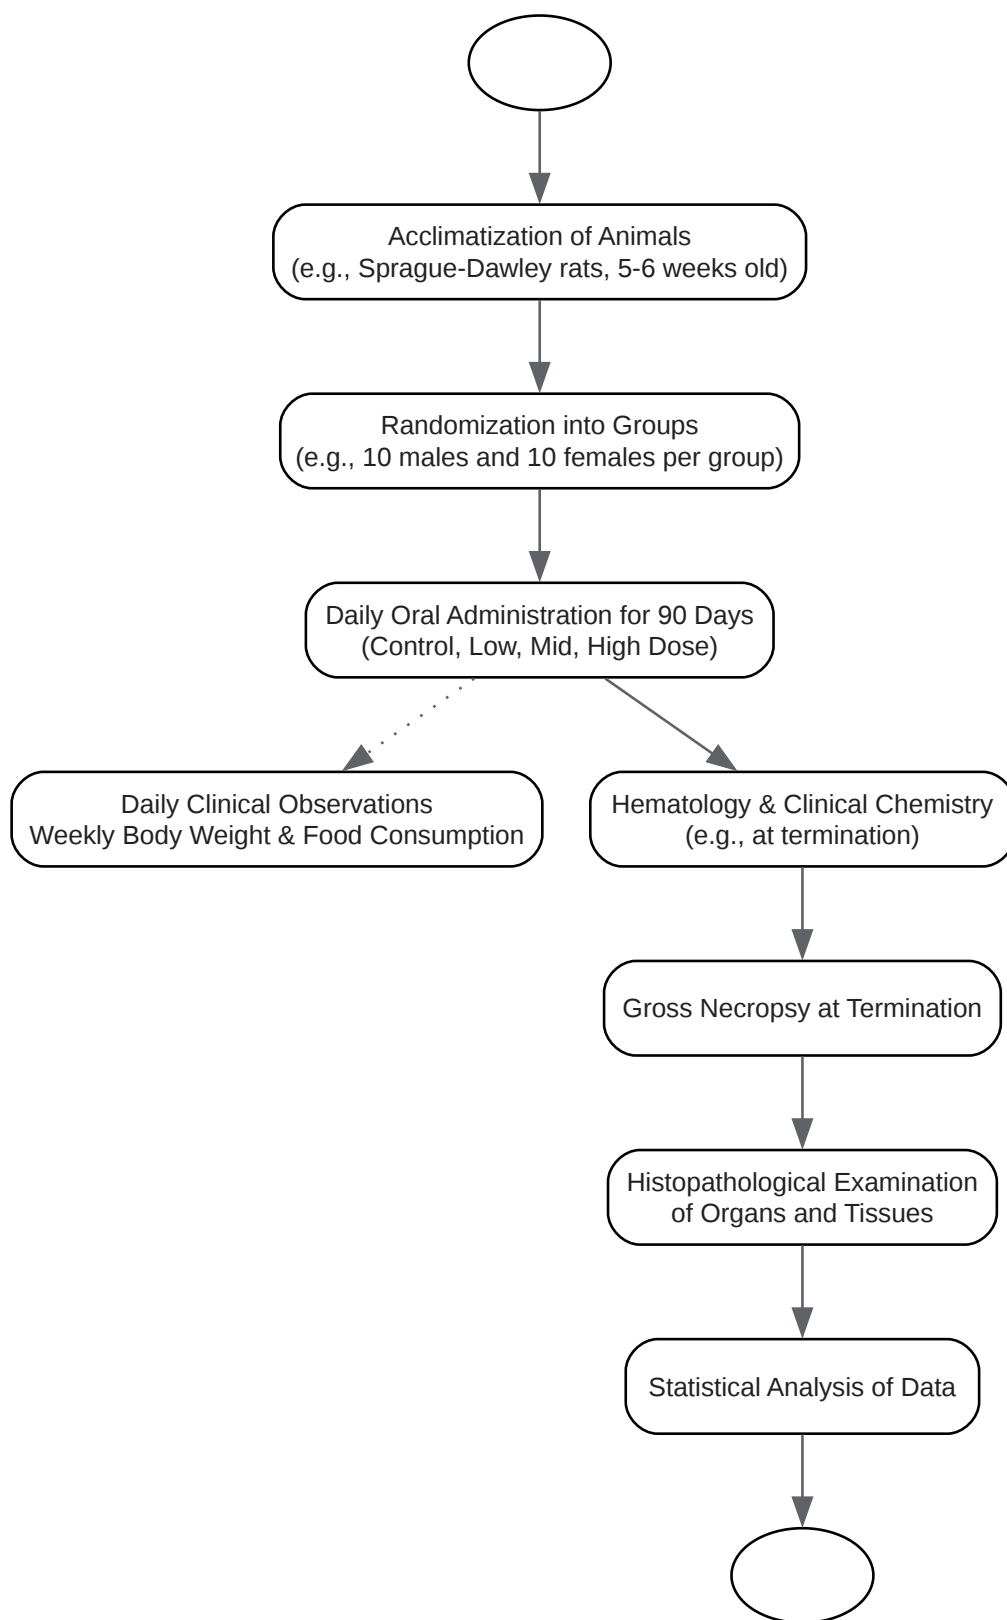 Acclimatization of Animals
(e.g., Sprague-Dawley rats, 5-6 weeks old)
Randomization into Groups
(e.g., 10 males and 10 females per group)
Daily Oral Administration for 90 Days
(Control, Low, Mid, High Dose)
Daily Clinical Observations
Weekly Body Weight & Food Consumption
Hematology & Clinical Chemistry
(e.g., at termination)
Gross Necropsy at Termination
Histopathological Examination
of Organs and Tissues
Statistical Analysis of Data